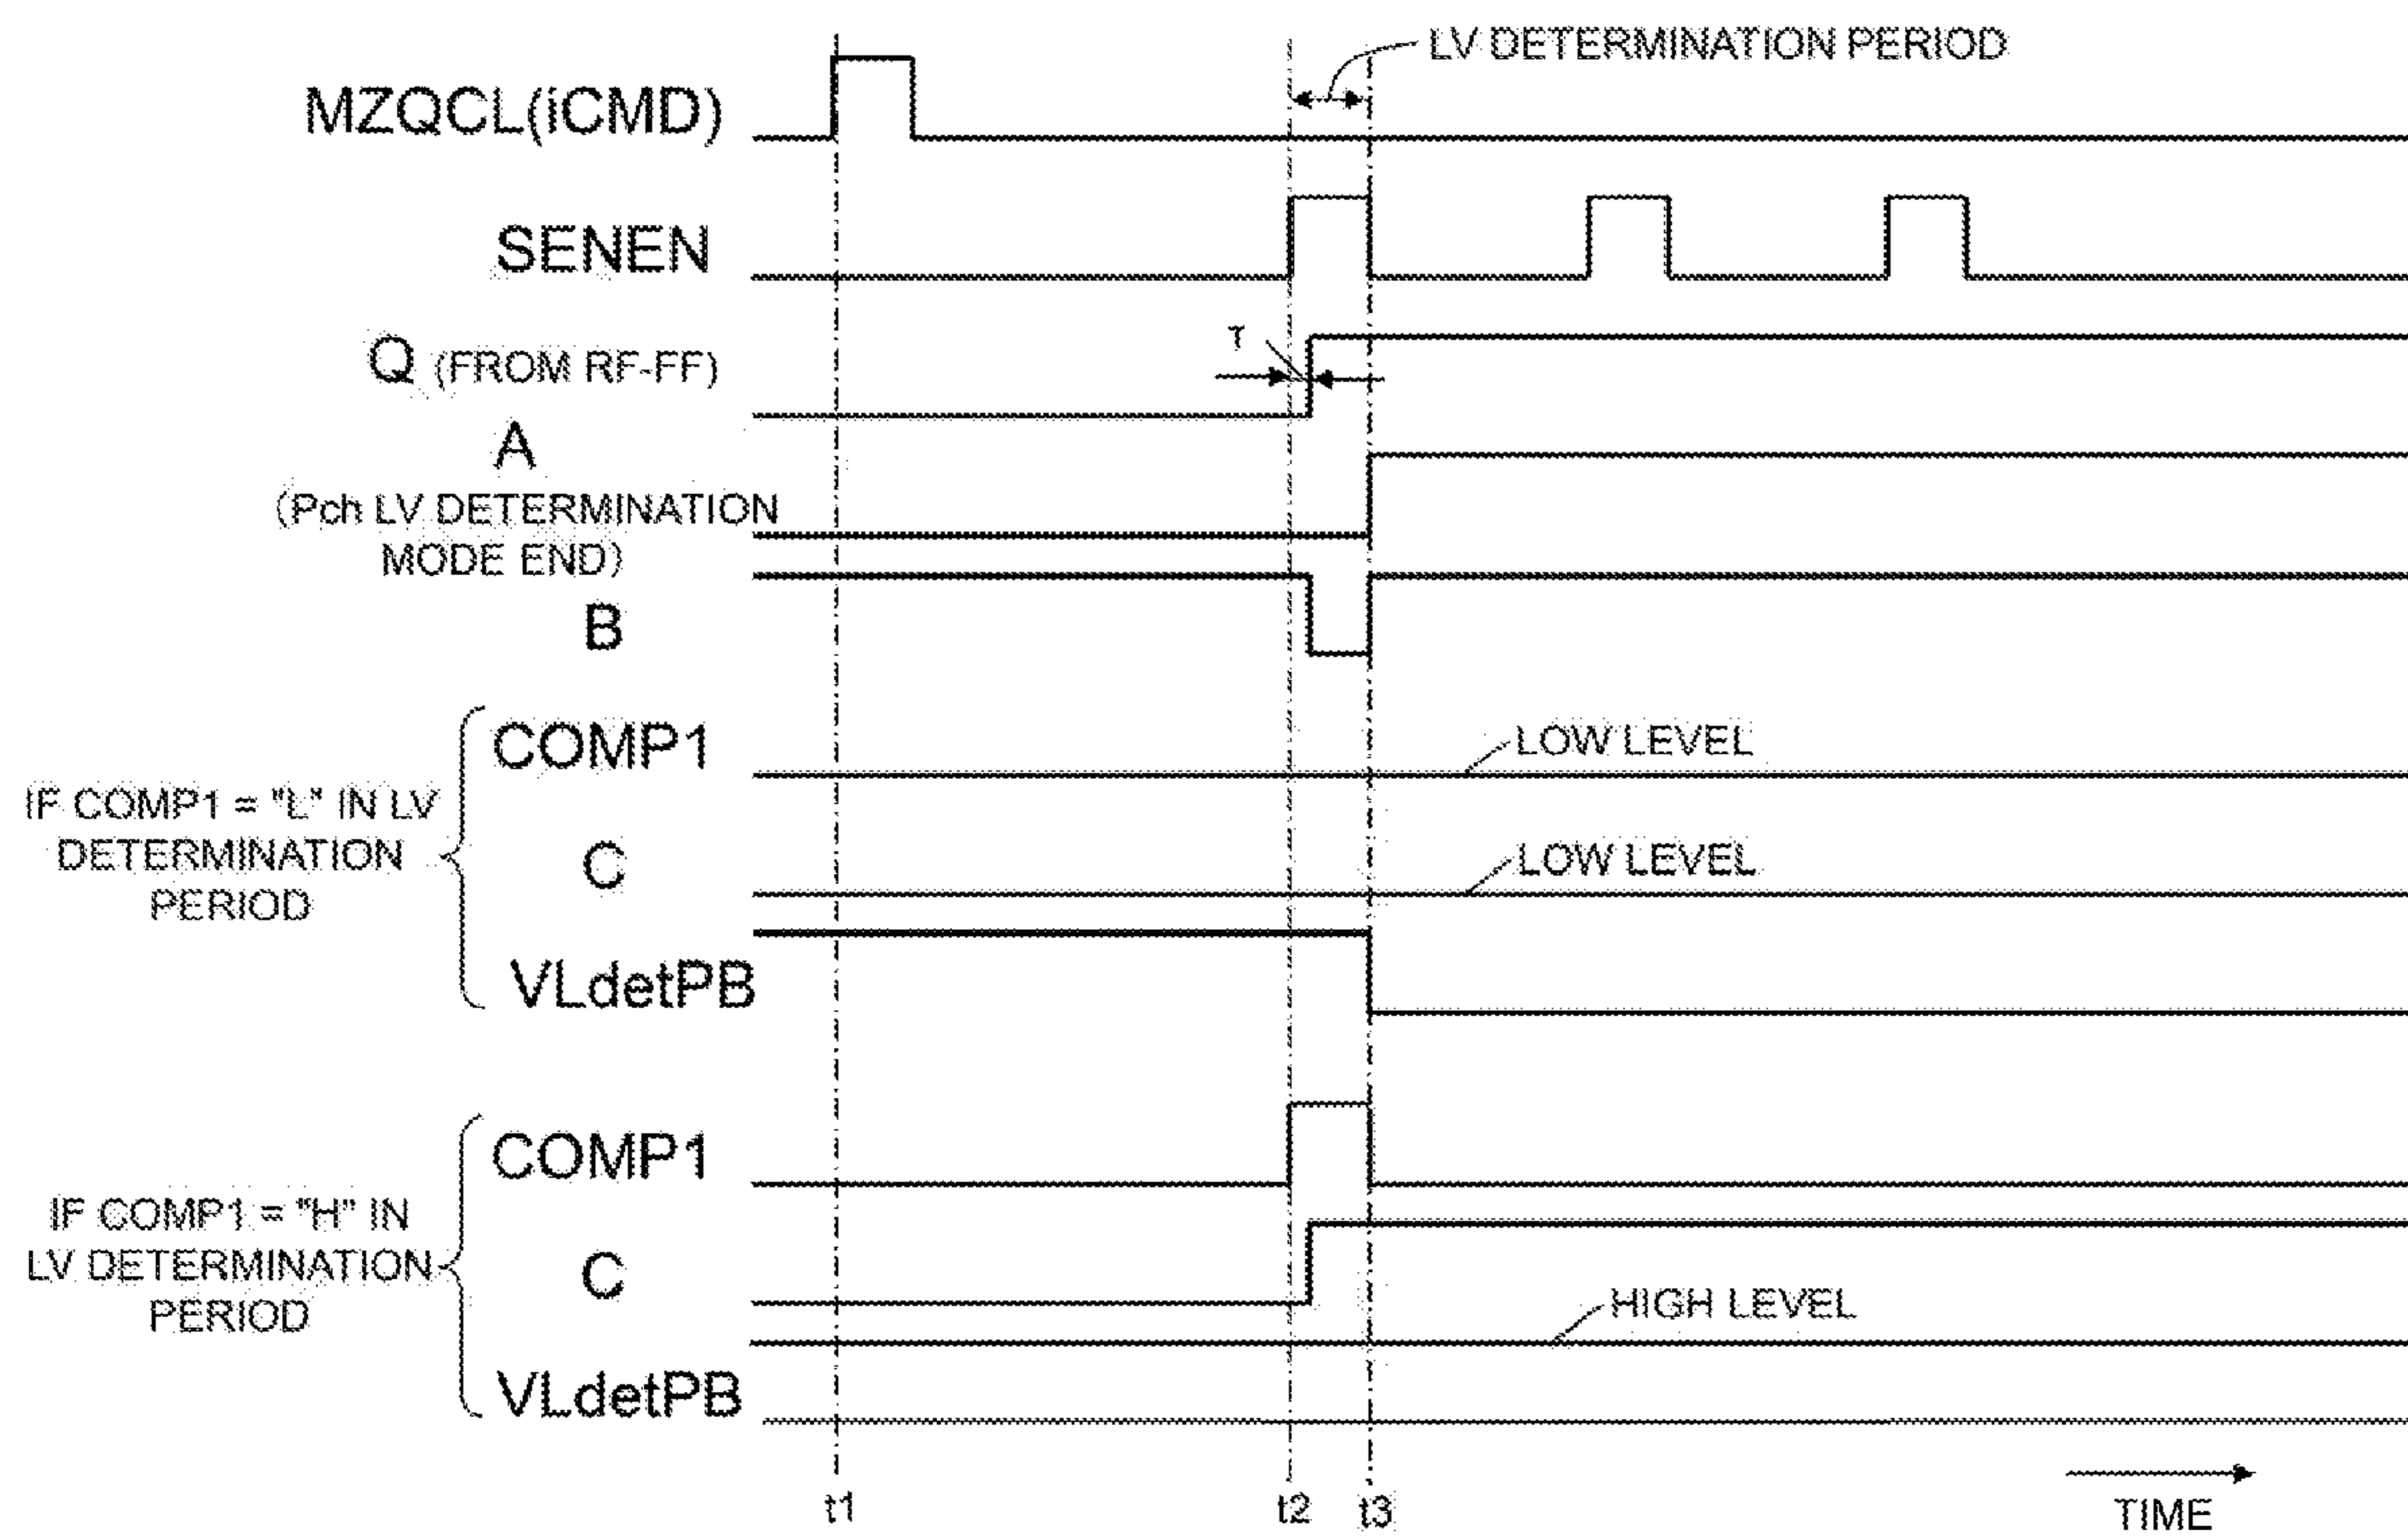 LV DETERMINATION PERIOD
MZQCL(iCMD)
SENEN
Q (FROM RF-FF)
τ
A
(Pch LV DETERMINATION
MODE END)
B
IF COMP1 = "L" IN LV
DETERMINATION
PERIOD
COMP1
LOW LEVEL
C
LOW LEVEL
VLdetPB
IF COMP1 = "H" IN
LV DETERMINATION
PERIOD
COMP1
C
HIGH LEVEL
VLdetPB
t1
t2
t3
TIME